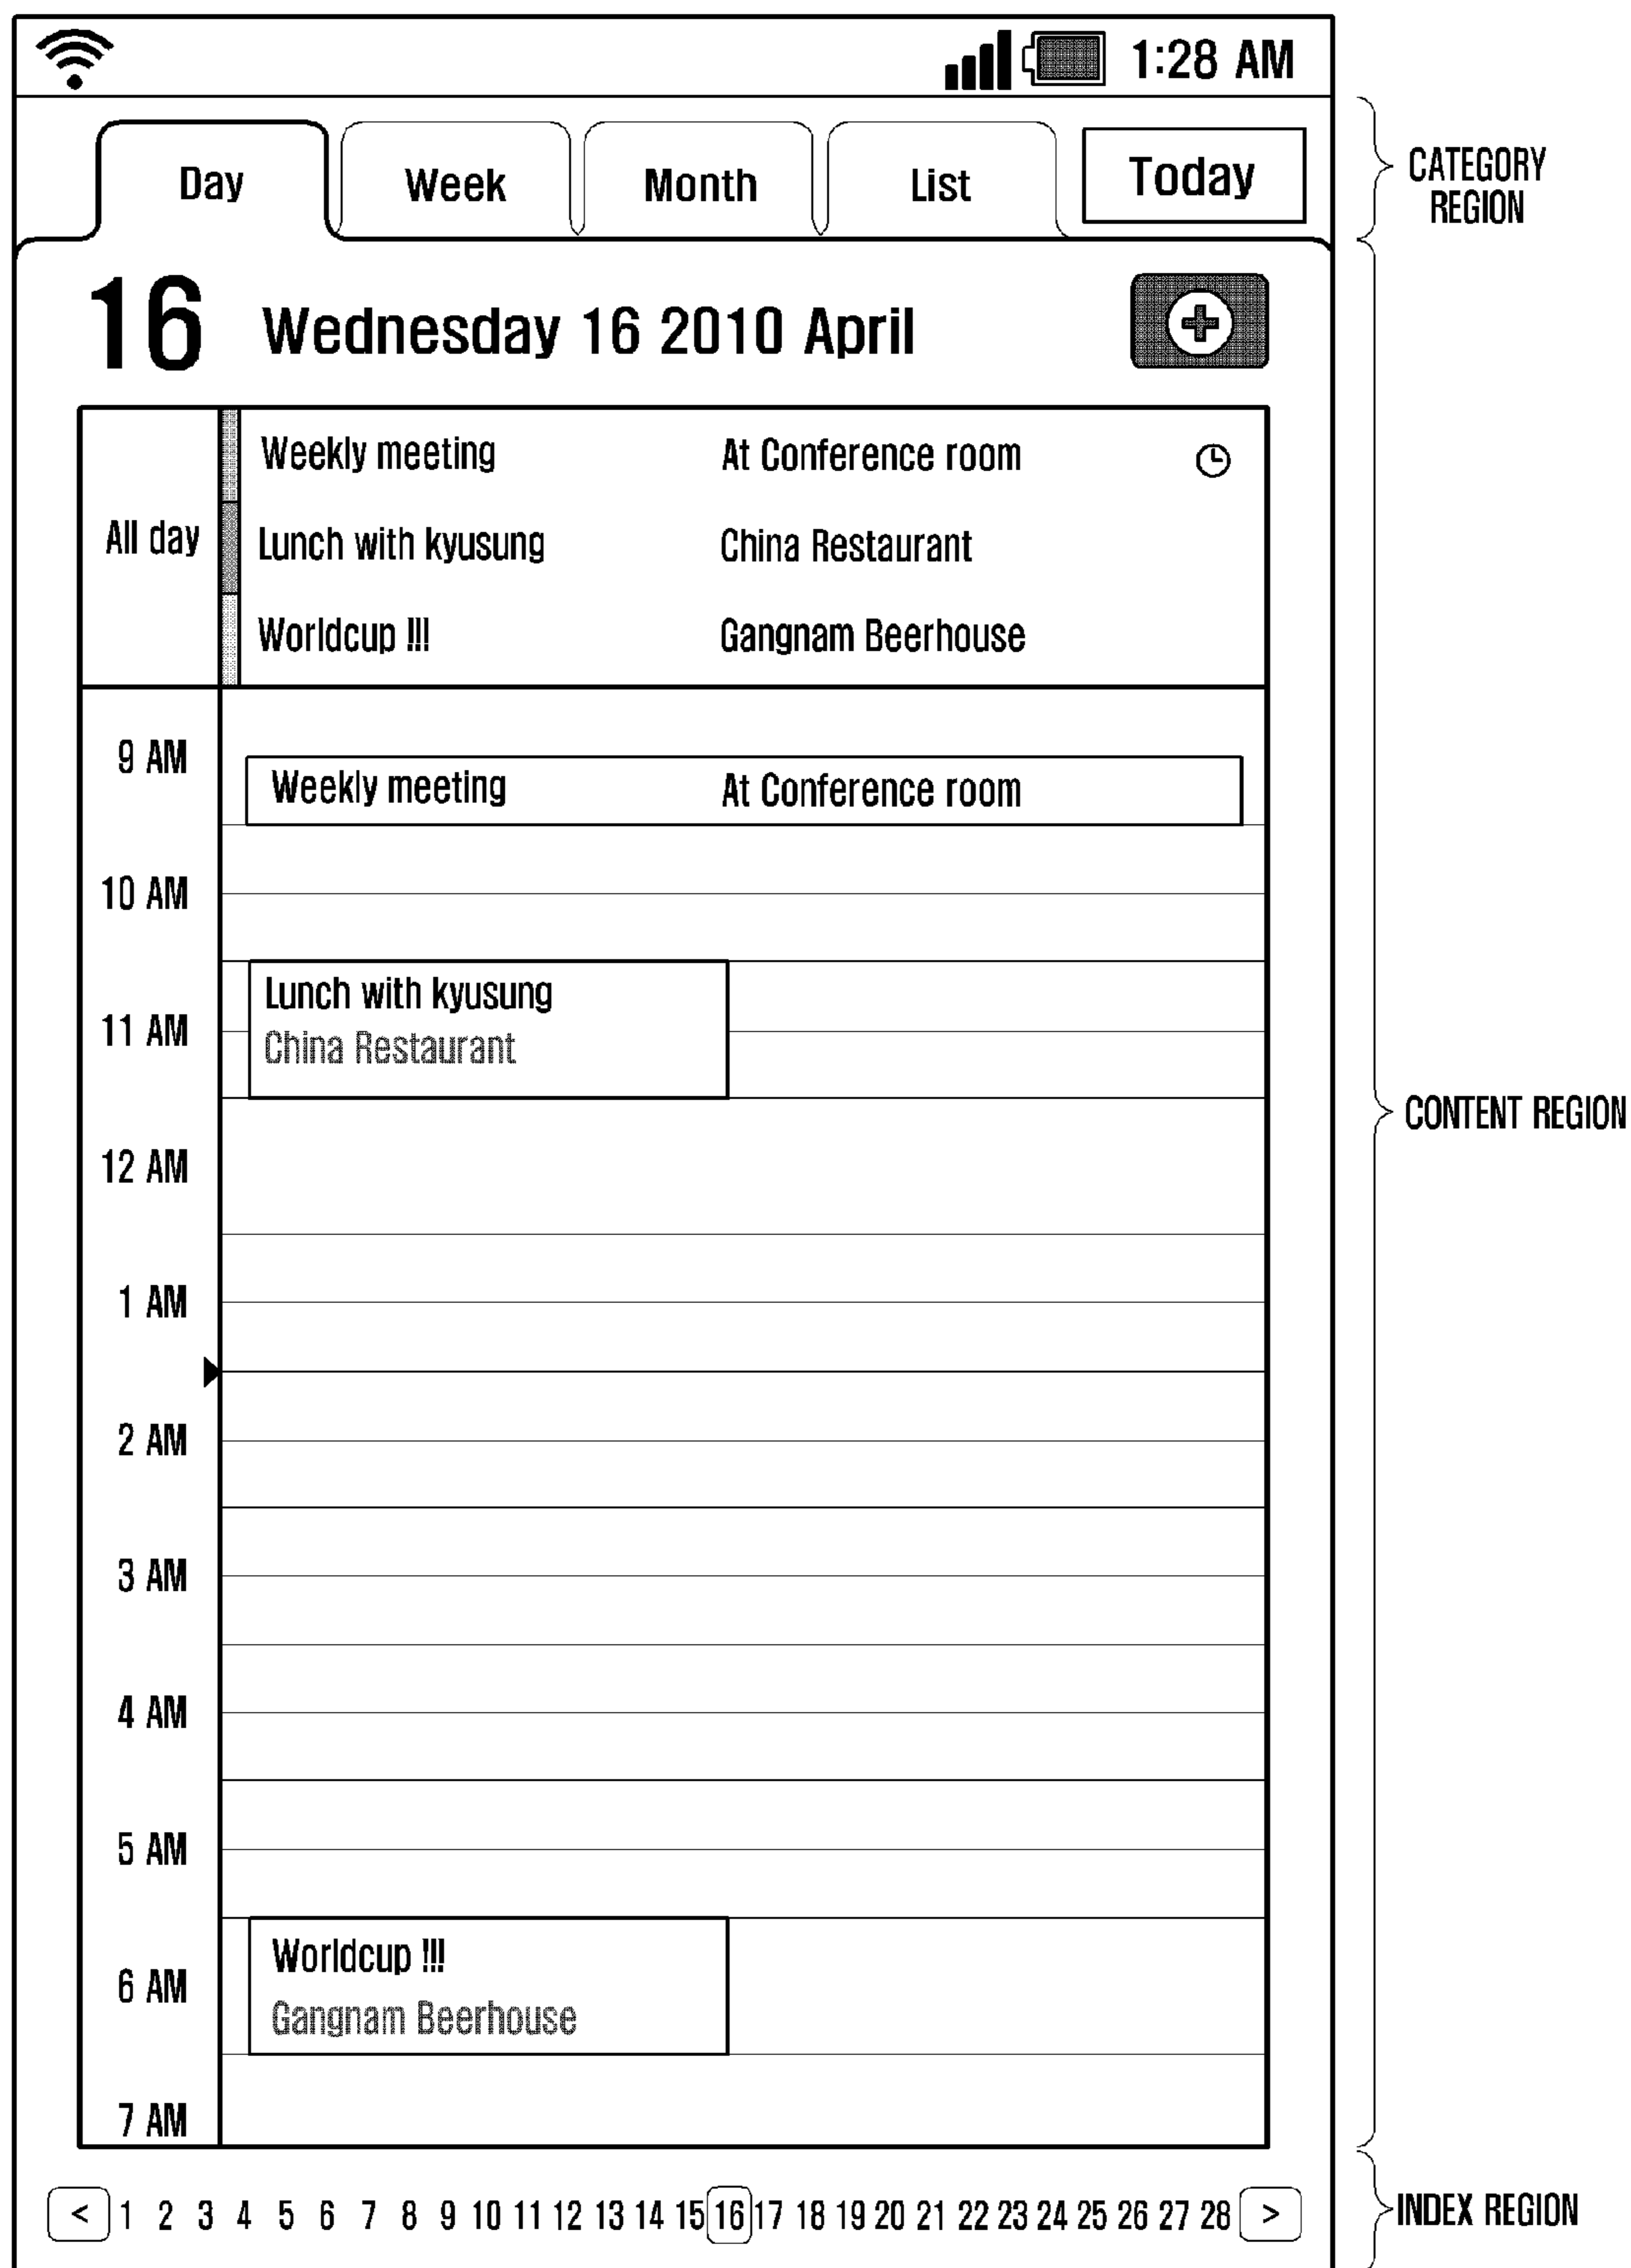 1:28 AM
Day Week Month List Today
CATEGORY
REGION
16 Wednesday 16 2010 April
Weekly meeting At Conference room
All day
Lunch with kyusung China Restaurant
Worldcup !!! Gangnam Beerhouse
9 AM
Weekly meeting At Conference room
10 AM
Lunch with kyusung
11 AM
China Restaurant
CONTENT REGION
12 AM
1 AM
2 AM
3 AM
4 AM
5 AM
Worldcup !!!
6 AM
Gangnam Beerhouse
7 AM
< 1 2 3 4 5 6 7 8 9 10 11 12 13 14 15 16 17 18 19 20 21 22 23 24 25 26 27 28 >
INDEX REGION